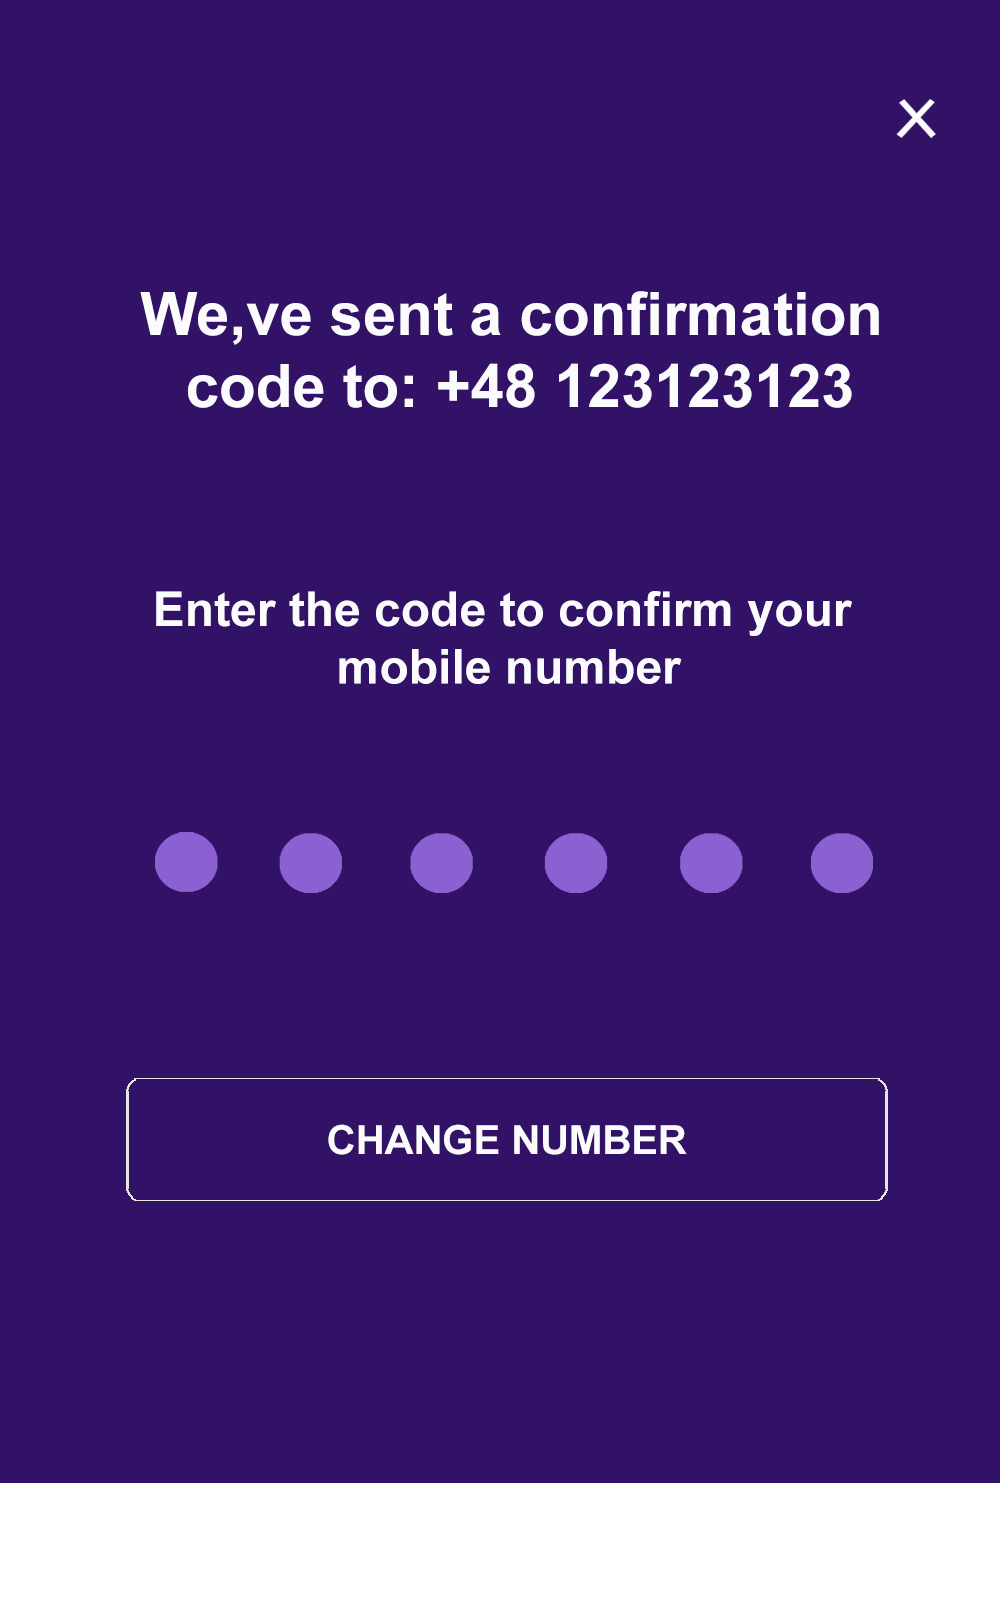 We,ve sent a confirmation
code to: +48 123123123
Enter the code to confirm your
mobile number
CHANGE NUMBER